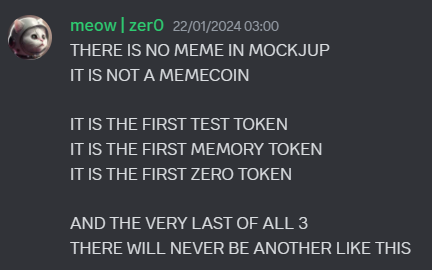 meow | zer0 22/01/2024 03:00
THERE IS NO MEME IN MOCKJUP
IT IS NOT A MEMECOIN
IT IS THE FIRST TEST TOKEN
IT IS THE FIRST MEMORY TOKEN
IT IS THE FIRST ZERO TOKEN
AND THE VERY LAST OF ALL 3
THERE WILL NEVER BE ANOTHER LIKE THIS